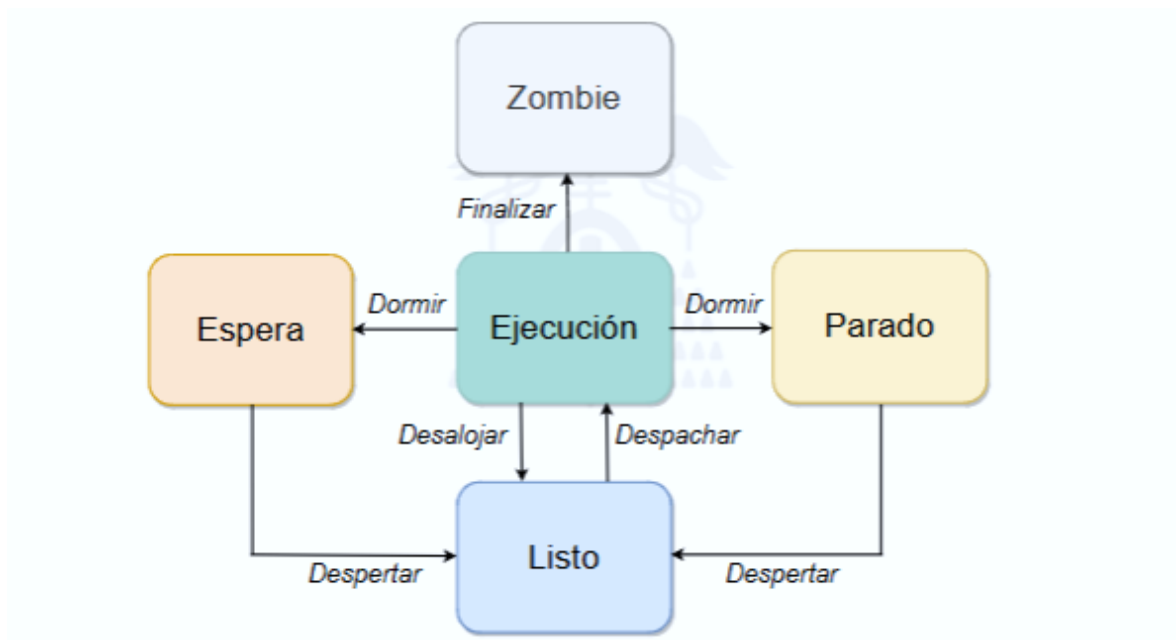 Zombie
Finalizar
Espera
Dormir
Ejecución
Dormir
Parado
Desalojar
Despachar
Listo
Despertar
Despertar